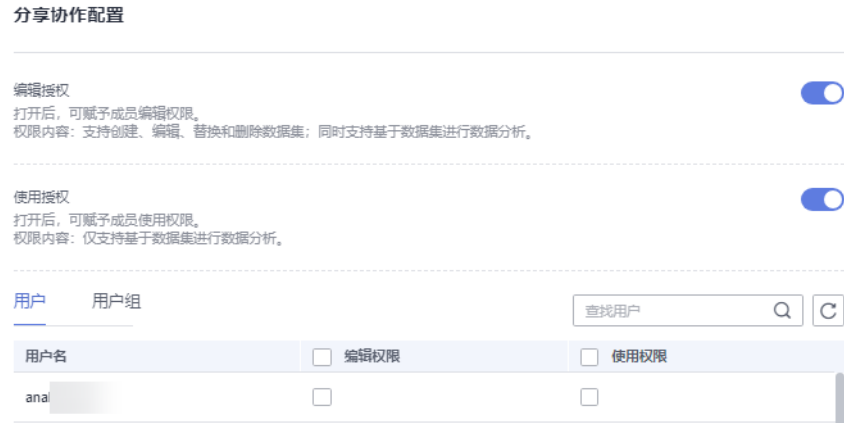 分享协作配置
编辑授权
打开后，可赋予成员编辑权限。
权限内容：支持创建、编辑、替换和删除数据集；同时支持基于数据集进行数据分析。
使用授权
打开后，可赋予成员使用权限。
权限内容：仅支持基于数据集进行数据分析。
用户 用户组 查找用户
用户名 编辑权限 使用权限